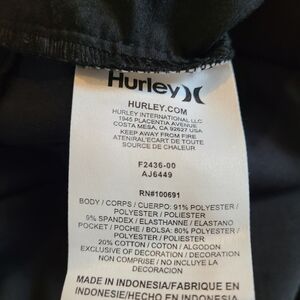 Hurley
HURLEY.COM
HURLEY INTERNATIONAL LLC
1945 PLACENTIA AVENUE
COSTA MESA, CA 92627 USA
KEEP AWAY FROM FIRE
ATENIRALʼECART DE TOUTE
SOURCE DE CHALEUR
F2436-00
AJ6449
RN#100691
BODY / CORPS / CUERPO: 91% POLYESTER /
POLYESTER / POLIESTER
9% SPANDEX / ELASTHANNE / ELASTANO
POCKET / POCHE / BOLSA: 80% POLYESTER /
POLYESTER / POLIESTER
20% COTTON / COTON / ALGODON
EXCLUSIVE OF DECORATION / DECORATION
NON COMPRISE / NO INCLUYE LA
DECORACION
MADE IN INDONESIA/FABRIQUE EN
INDONESIE/HECHO EN INDONESIA